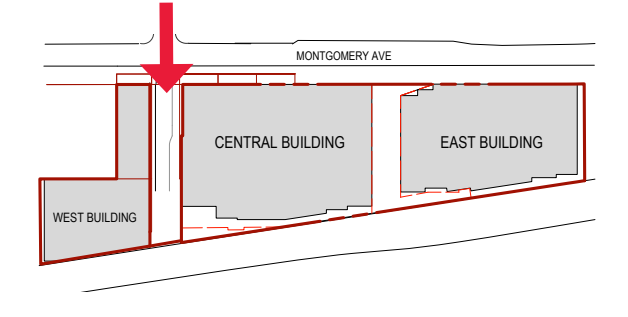 MONTGOMERY AVE
CENTRAL BUILDING
EAST BUILDING
WEST BUILDING